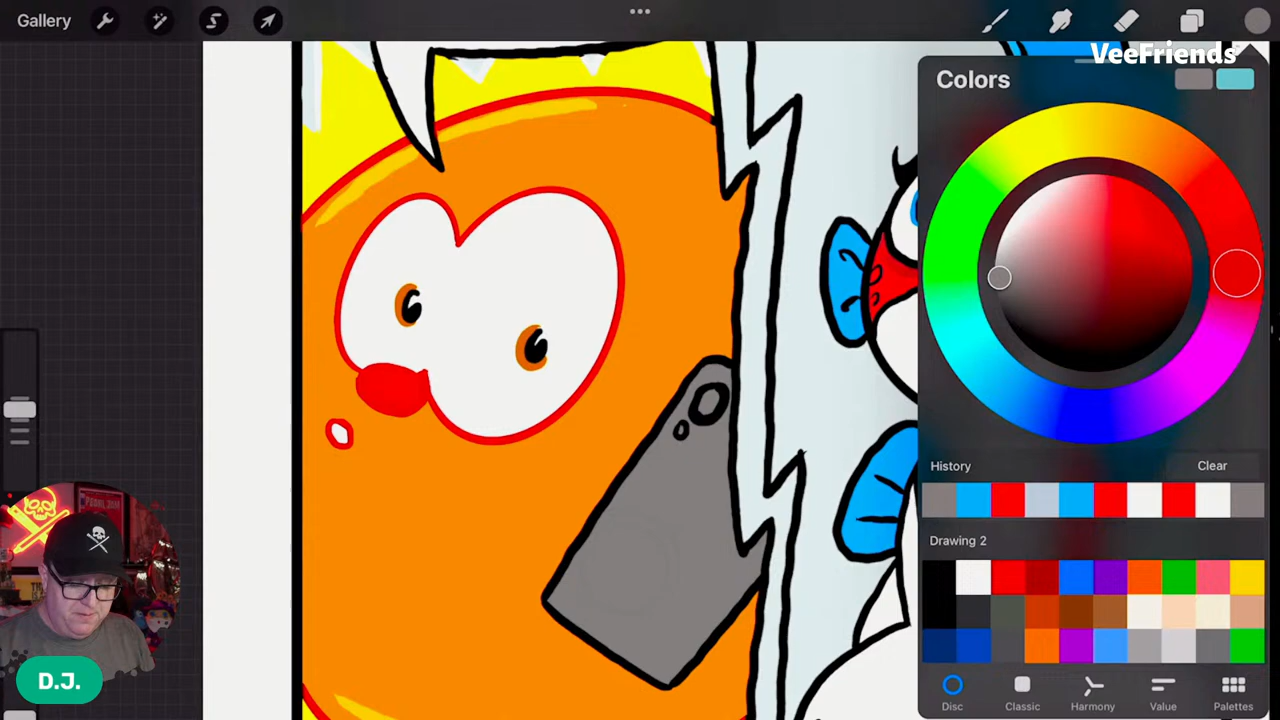 Gallery
VeeFriends
Colors
History
Clear
Drawing 2
Disc
Classic
Harmony
Value
Palettes
D.J.